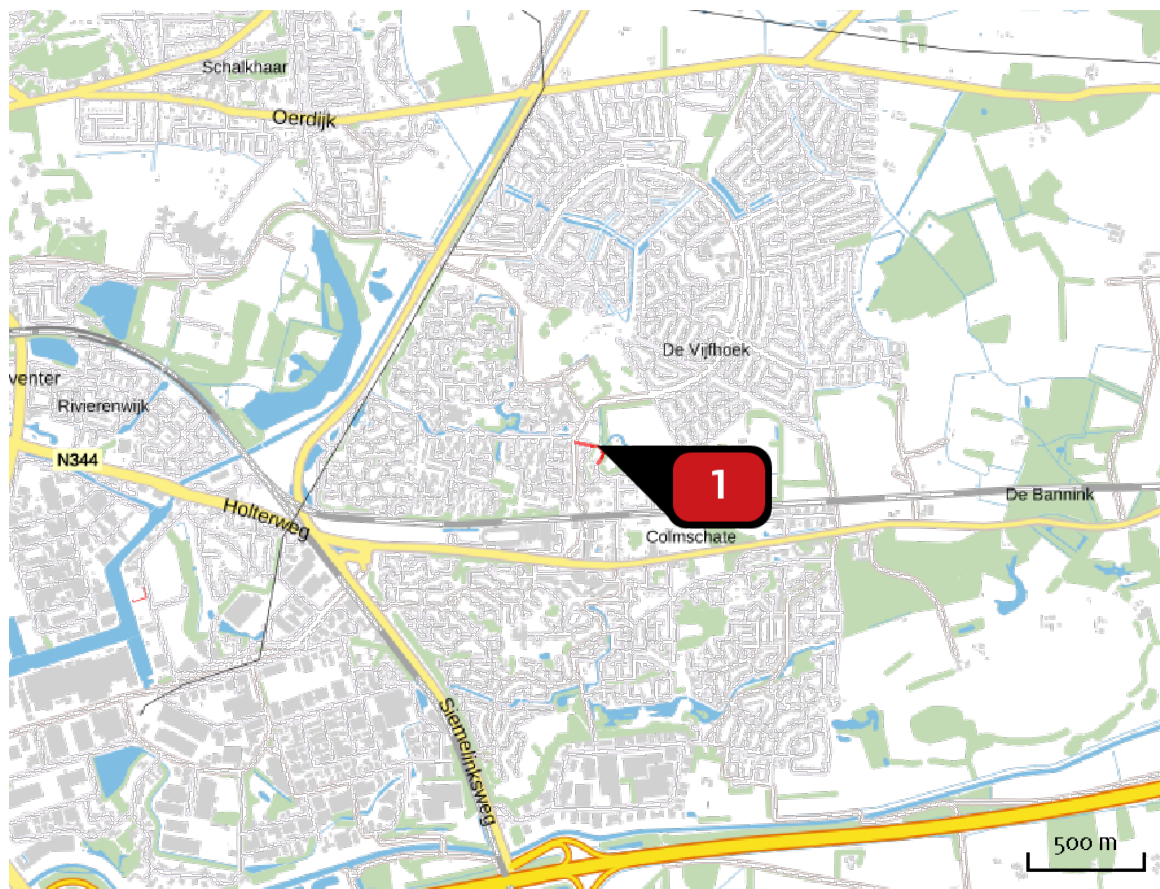 Schalkhaar
Oerdijk
De Vijfhoek
venter
Rivierenwijk
N344
1
Holterweg
De Bannink
Colmschate
Siemelinksweg
500 m